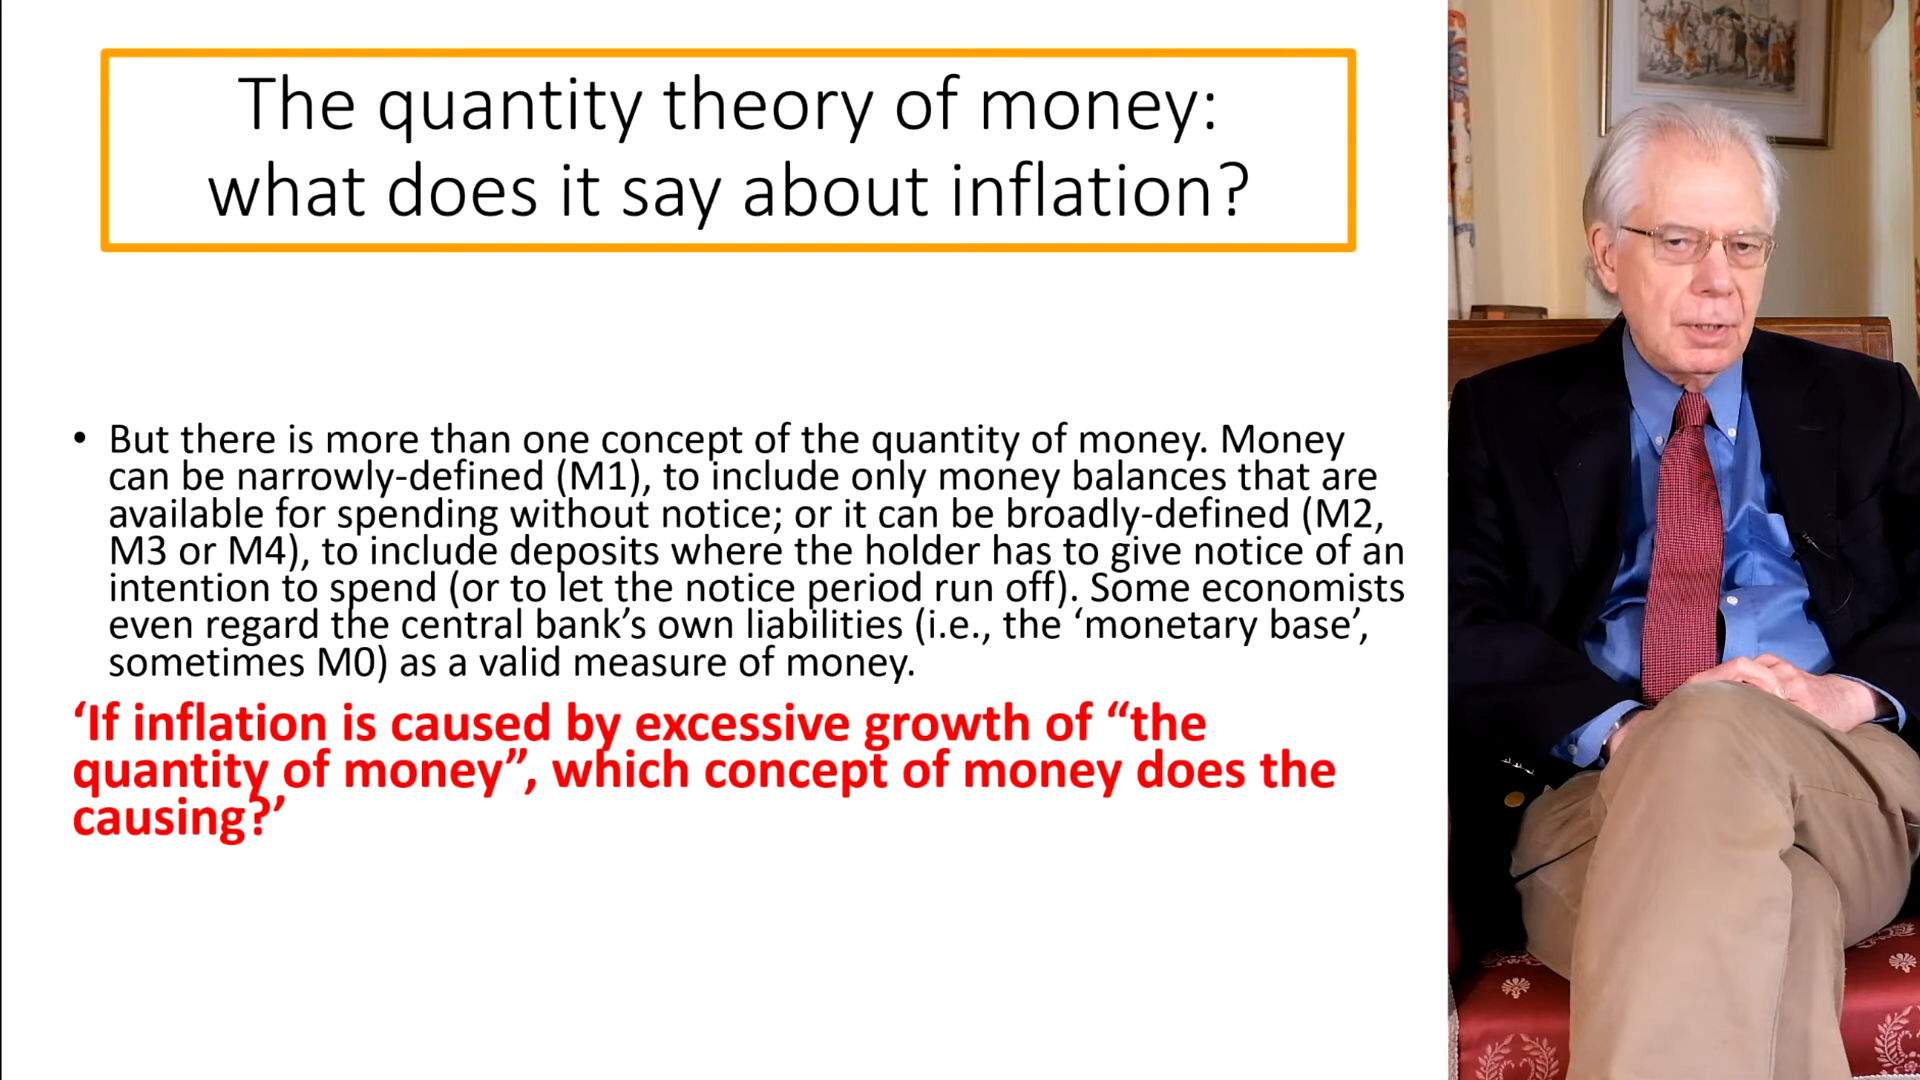 The quantity theory of money:
what does it say about inflation?
• But there is more than one concept of the quantity of money. Money
can be narrowly-defined (M1), to include only money balances that are
available for spending without notice; or it can be broadly-defined (M2,
M3 or M4), to include deposits where the holder has to give notice of an
intention to spend (or to let the notice period run off). Some economists
even regard the central bank’s own liabilities (i.e., the ‘monetary base’,
sometimes M0) as a valid measure of money.
‘If inflation is caused by excessive growth of “the
quantity of money”, which concept of money does the
causing?’